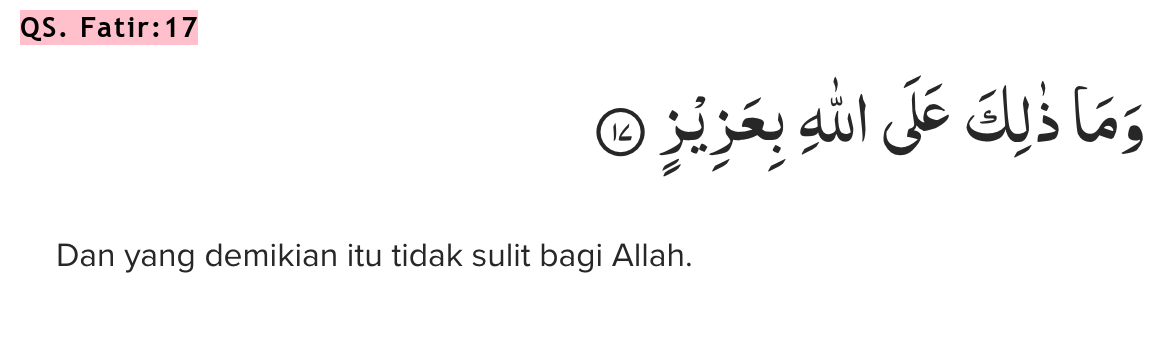 QS. Fatir:17
وَمَا ذٰلِكَ عَلَى اللّٰهِ بِعَزِيْزٍ ١٧
Dan yang demikian itu tidak sulit bagi Allah.